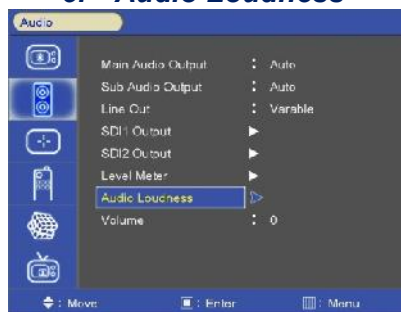 Audio Loudness
Audio
Main Audio Output : Auto
Sub Audio Output : Auto
Line Out : Varable
SDI1 Output
SDI2 Output
Level Meter
Audio Loudness
Volume : 0
: Move : Enter : Menu